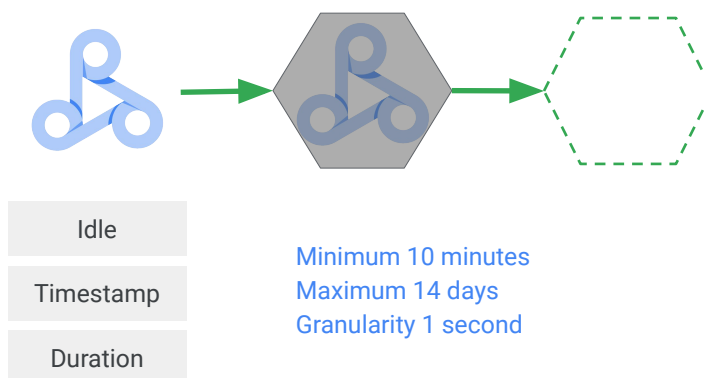 Idle
Timestamp
Duration
Minimum 10 minutes
Maximum 14 days
Granularity 1 second